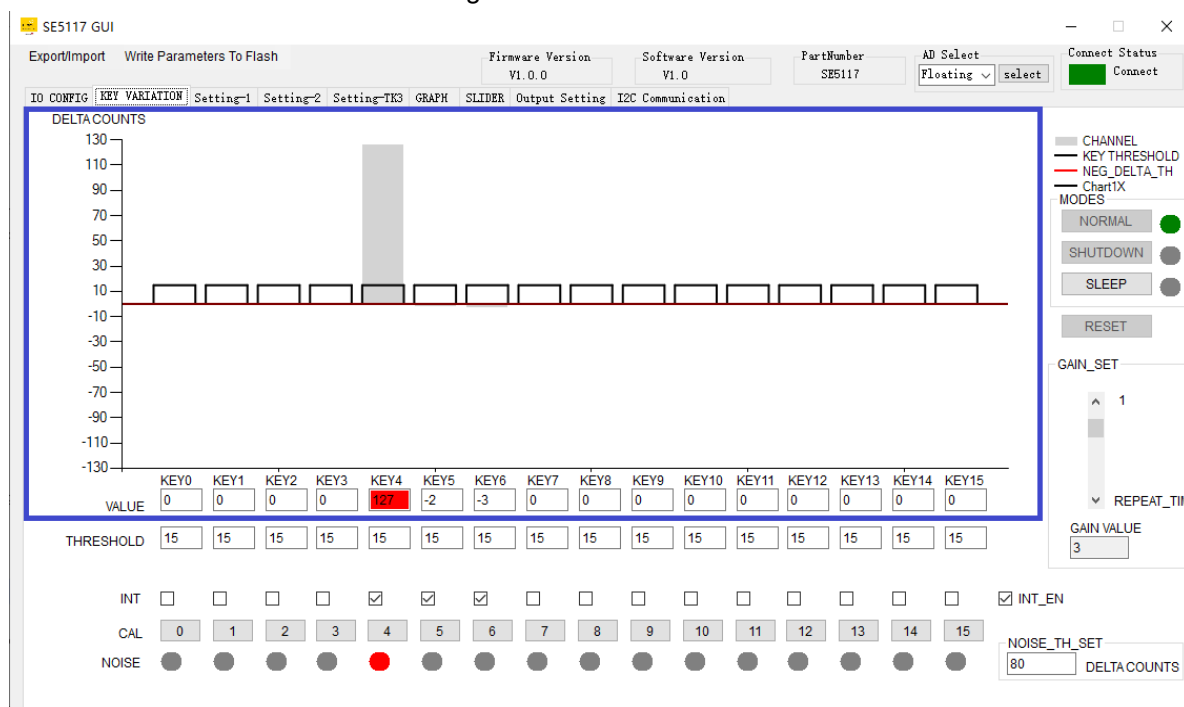 SE5117 GUI
Export/Import Write Parameters To Flash
Firmware Version
V1.0.0
Software Version
V1.0
PartNumber
SE5117
AD Select
Floating select
Connect Status
Connect
IO CONFIG KEY VARIATION Setting-1 Setting-2 Setting-TK3 GRAPH SLIDER Output Setting I2C Communication
DELTA COUNTS
130
110
90
70
50
30
10
-10
-30
-50
-70
-90
-110
-130
KEY0 KEY1 KEY2 KEY3 KEY4 KEY5 KEY6 KEY7 KEY8 KEY9 KEY10 KEY11 KEY12 KEY13 KEY14 KEY15
VALUE 0 0 0 0 127 -2 -3 0 0 0 0 0 0 0 0 0
THRESHOLD 15 15 15 15 15 15 15 15 15 15 15 15 15 15 15 15
INT
INT_EN
CAL 0 1 2 3 4 5 6 7 8 9 10 11 12 13 14 15
NOISE
CHANNEL
KEY THRESHOLD
NEG_DELTA_TH
Chart1X
MODES
NORMAL
SHUTDOWN
SLEEP
RESET
GAIN_SET
1
REPEAT_TI
GAIN VALUE
3
NOISE_TH_SET
80 DELTA COUNTS